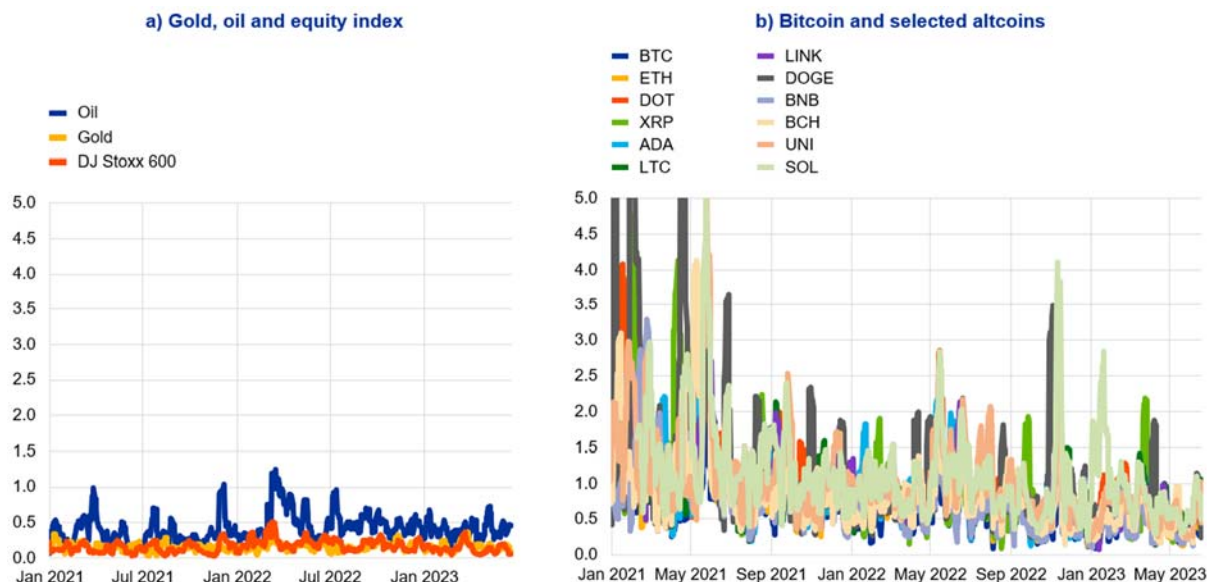 a) Gold, oil and equity index
Oil
Gold
DJ Stoxx 600
5.0
4.5
4.0
3.5
3.0
2.5
2.0
1.5
1.0
0.5
0.0
Jan 2021 Jul 2021 Jan 2022 Jul 2022 Jan 2023
b) Bitcoin and selected altcoins
BTC LINK
ETH DOGE
DOT BNB
XRP BCH
ADA UNI
LTC SOL
5.0
4.5
4.0
3.5
3.0
2.5
2.0
1.5
1.0
0.5
0.0
Jan 2021 May 2021 Sep 2021 Jan 2022 May 2022 Sep 2022 Jan 2023 May 2023